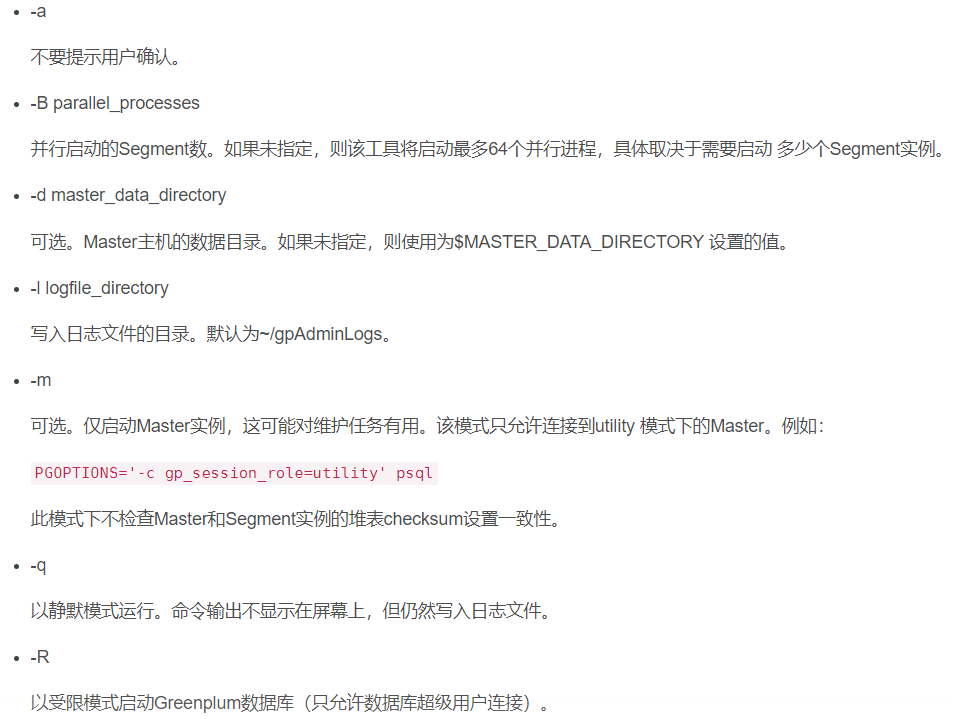 -a
不要提示用户确认。
-B parallel_processes
并行启动的Segment数。如果未指定，则该工具将启动最多64个并行进程，具体取决于需要启动 多少个Segment实例。
-d master_data_directory
可选。Master主机的数据目录。如果未指定，则使用为$MASTER_DATA_DIRECTORY 设置的值。
-l logfile_directory
写入日志文件的目录。默认为~/gpAdminLogs。
-m
可选。仅启动Master实例，这可能对维护任务有用。该模式只允许连接到utility 模式下的Master。例如：
PGOPTIONS='-c gp_session_role=utility' psql
此模式下不检查Master和Segment实例的堆表checksum设置一致性。
-q
以静默模式运行。命令输出不显示在屏幕上，但仍然写入日志文件。
-R
以受限模式启动Greenplum数据库（只允许数据库超级用户连接）。